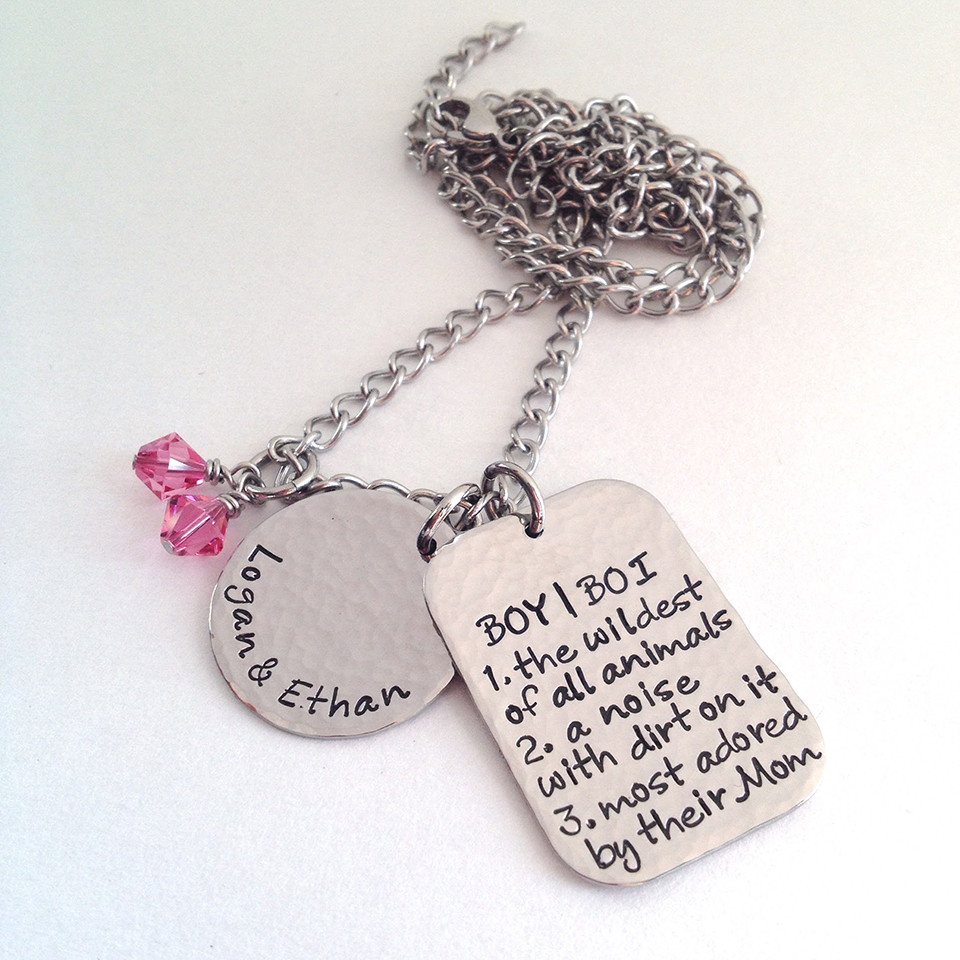 Logan & Ethan
BOY | BOI
1. the wildest
of all animals
2. a noise
with dirt on it
3. most adored
by their Mom